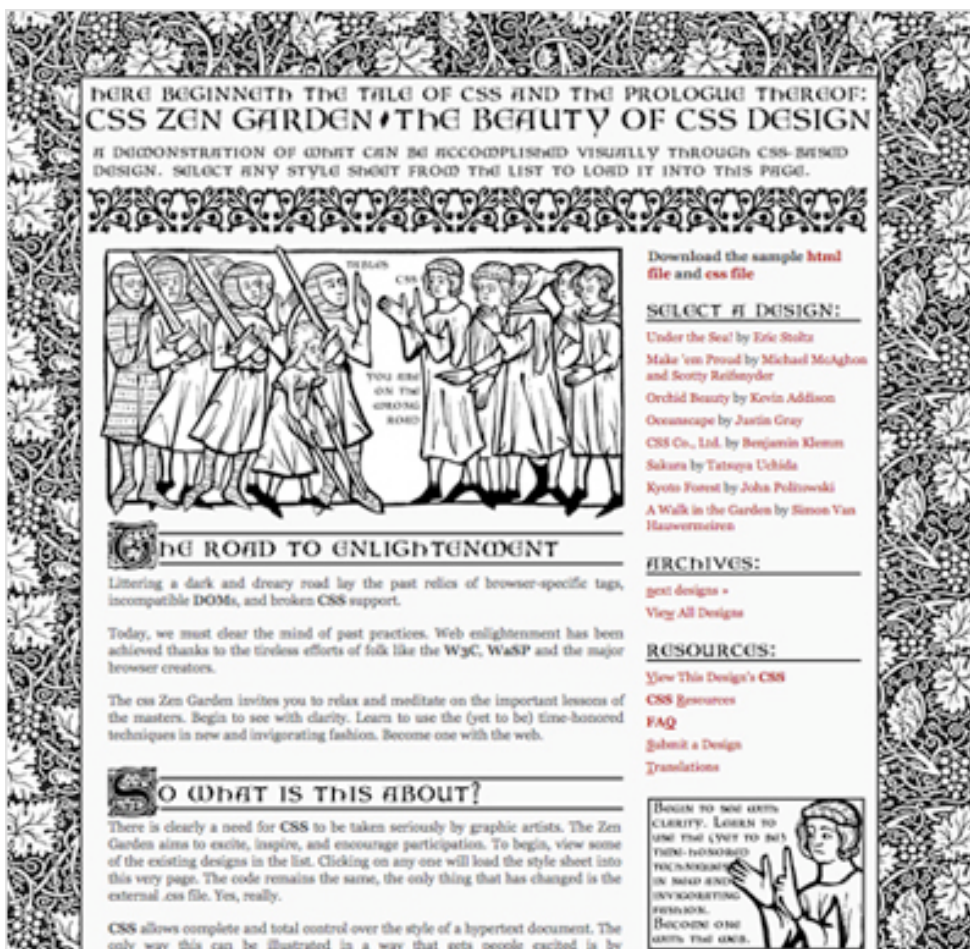 HERE BEGINNETH THE TALE OF CSS AND THE PROLOGUE THEREOF:
CSS ZEN GARDEN • THE BEAUTY OF CSS DESIGN
A DEMONSTRATION OF WHAT CAN BE ACCOMPLISHED VISUALLY THROUGH CSS-BASED
DESIGN. SELECT ANY STYLE SHEET FROM THE LIST TO LOAD IT INTO THIS PAGE.
TABLES
CSS
YOU ARE
ON THE
WRONG
ROAD
THE ROAD TO ENLIGHTENMENT
Littering a dark and dreary road lay the past relics of browser-specific tags,
incompatible DOMs, and broken CSS support.
Today, we must clear the mind of past practices. Web enlightenment has been
achieved thanks to the tireless efforts of folk like the W3C, WaSP and the major
browser creators.
The css Zen Garden invites you to relax and meditate on the important lessons of
the masters. Begin to see with clarity. Learn to use the (yet to be) time-honored
techniques in new and invigorating fashion. Become one with the web.
SO WHAT IS THIS ABOUT?
There is clearly a need for CSS to be taken seriously by graphic artists. The Zen
Garden aims to excite, inspire, and encourage participation. To begin, view some
of the existing designs in the list. Clicking on any one will load the style sheet into
this very page. The code remains the same, the only thing that has changed is the
external .css file. Yes, really.
CSS allows complete and total control over the style of a hypertext document. The
only way this can be illustrated in a way that gets people excited is by
Download the sample html
file and css file
SELECT A DESIGN:
Under the Sea! by Eric Stoltz
Make 'em Proud by Michael McAghon
and Scotty Reifsnyder
Orchid Beauty by Kevin Addison
Oceanscape by Justin Gray
CSS Co., Ltd. by Benjamin Klemm
Sakura by Tatsuya Uchida
Kyoto Forest by John Politowski
A Walk in the Garden by Simon Van
Hauwermeiren
ARCHIVES:
next designs »
View All Designs
RESOURCES:
View This Design's CSS
CSS Resources
FAQ
Submit a Design
Translations
BEGIN TO SEE WITH
CLARITY. LEARN TO
USE THE (YET TO BE)
TIME-HONORED
TECHNIQUES
IN NEW AND
INVIGORATING
FASHION.
BECOME ONE
WITH THE WEB.